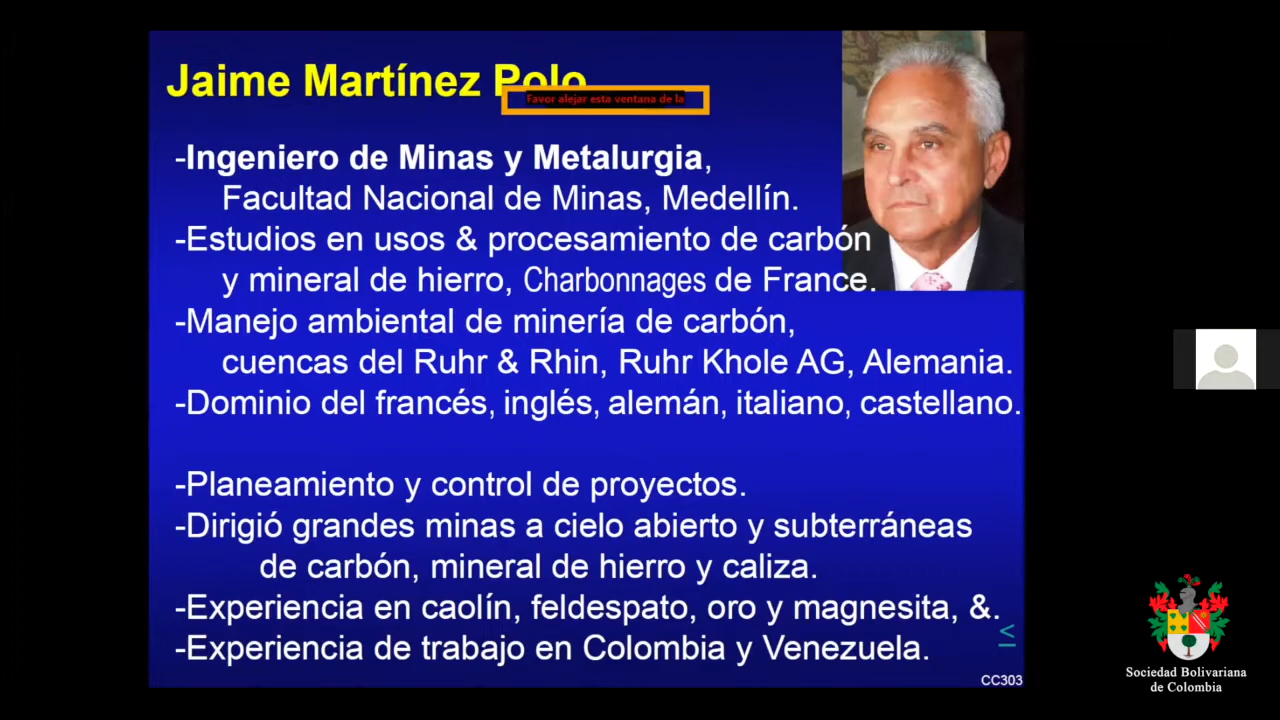 Jaime Martínez Polo
Favor alejar esta ventana de la
-Ingeniero de Minas y Metalurgia,
Facultad Nacional de Minas, Medellín.
-Estudios en usos & procesamiento de carbón
y mineral de hierro, Charbonnages de France.
-Manejo ambiental de minería de carbón,
cuencas del Ruhr & Rhin, Ruhr Khole AG, Alemania.
-Dominio del francés, inglés, alemán, italiano, castellano.
-Planeamiento y control de proyectos.
-Dirigió grandes minas a cielo abierto y subterráneas
de carbón, mineral de hierro y caliza.
-Experiencia en caolín, feldespato, oro y magnesita, &.
<
-Experiencia de trabajo en Colombia y Venezuela.
CC303
Sociedad Bolivariana
de Colombia